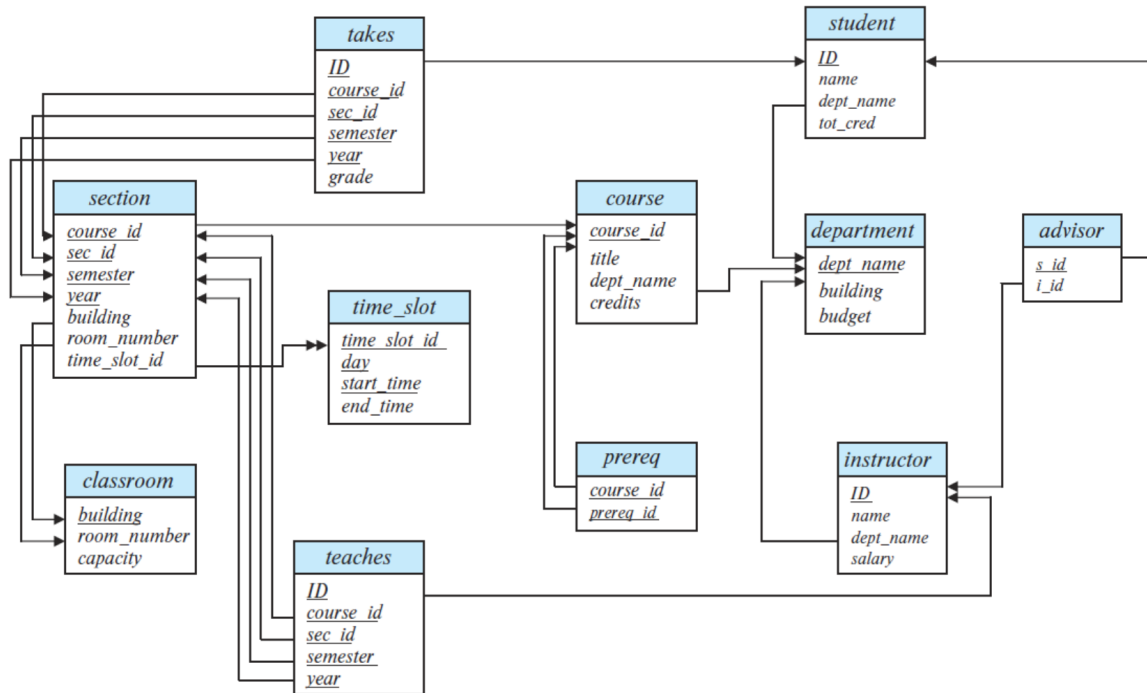 takes
ID
course_id
sec_id
semester
year
grade
student
ID
name
dept_name
tot_cred
section
course_id
sec_id
semester
year
building
room_number
time_slot_id
course
course_id
title
dept_name
credits
department
dept_name
building
budget
advisor
s_id
i_id
time_slot
time_slot_id
day
start_time
end_time
prereq
course_id
prereq_id
instructor
ID
name
dept_name
salary
classroom
building
room_number
capacity
teaches
ID
course_id
sec_id
semester
year